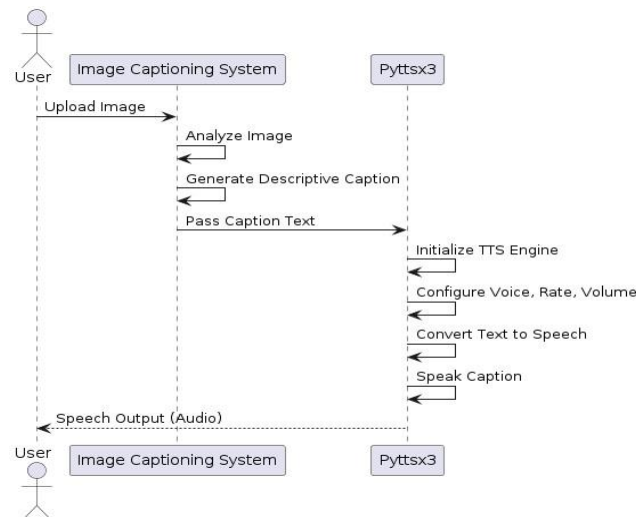 User
Image Captioning System
Pyttsx3
Upload Image
Analyze Image
Generate Descriptive Caption
Pass Caption Text
Initialize TTS Engine
Configure Voice, Rate, Volume
Convert Text to Speech
Speak Caption
Speech Output (Audio)
User
Image Captioning System
Pyttsx3